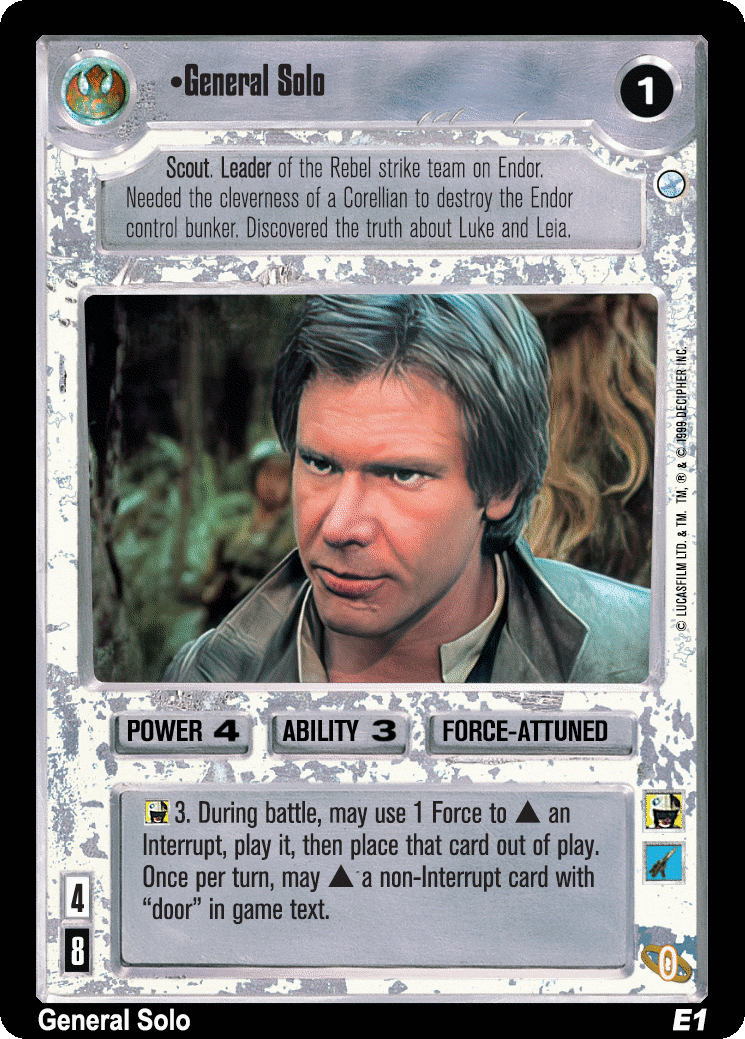 •General Solo
1
Scout. Leader of the Rebel strike team on Endor.
Needed the cleverness of a Corellian to destroy the Endor
control bunker. Discovered the truth about Luke and Leia.
© LUCASFILM LTD. & TM. TM, ® & © 1999 DECIPHER INC.
POWER 4
ABILITY 3
FORCE-ATTUNED
3. During battle, may use 1 Force to ▲ an
Interrupt, play it, then place that card out of play.
Once per turn, may ▲ a non-Interrupt card with
“door” in game text.
4
8
0
General Solo
E1